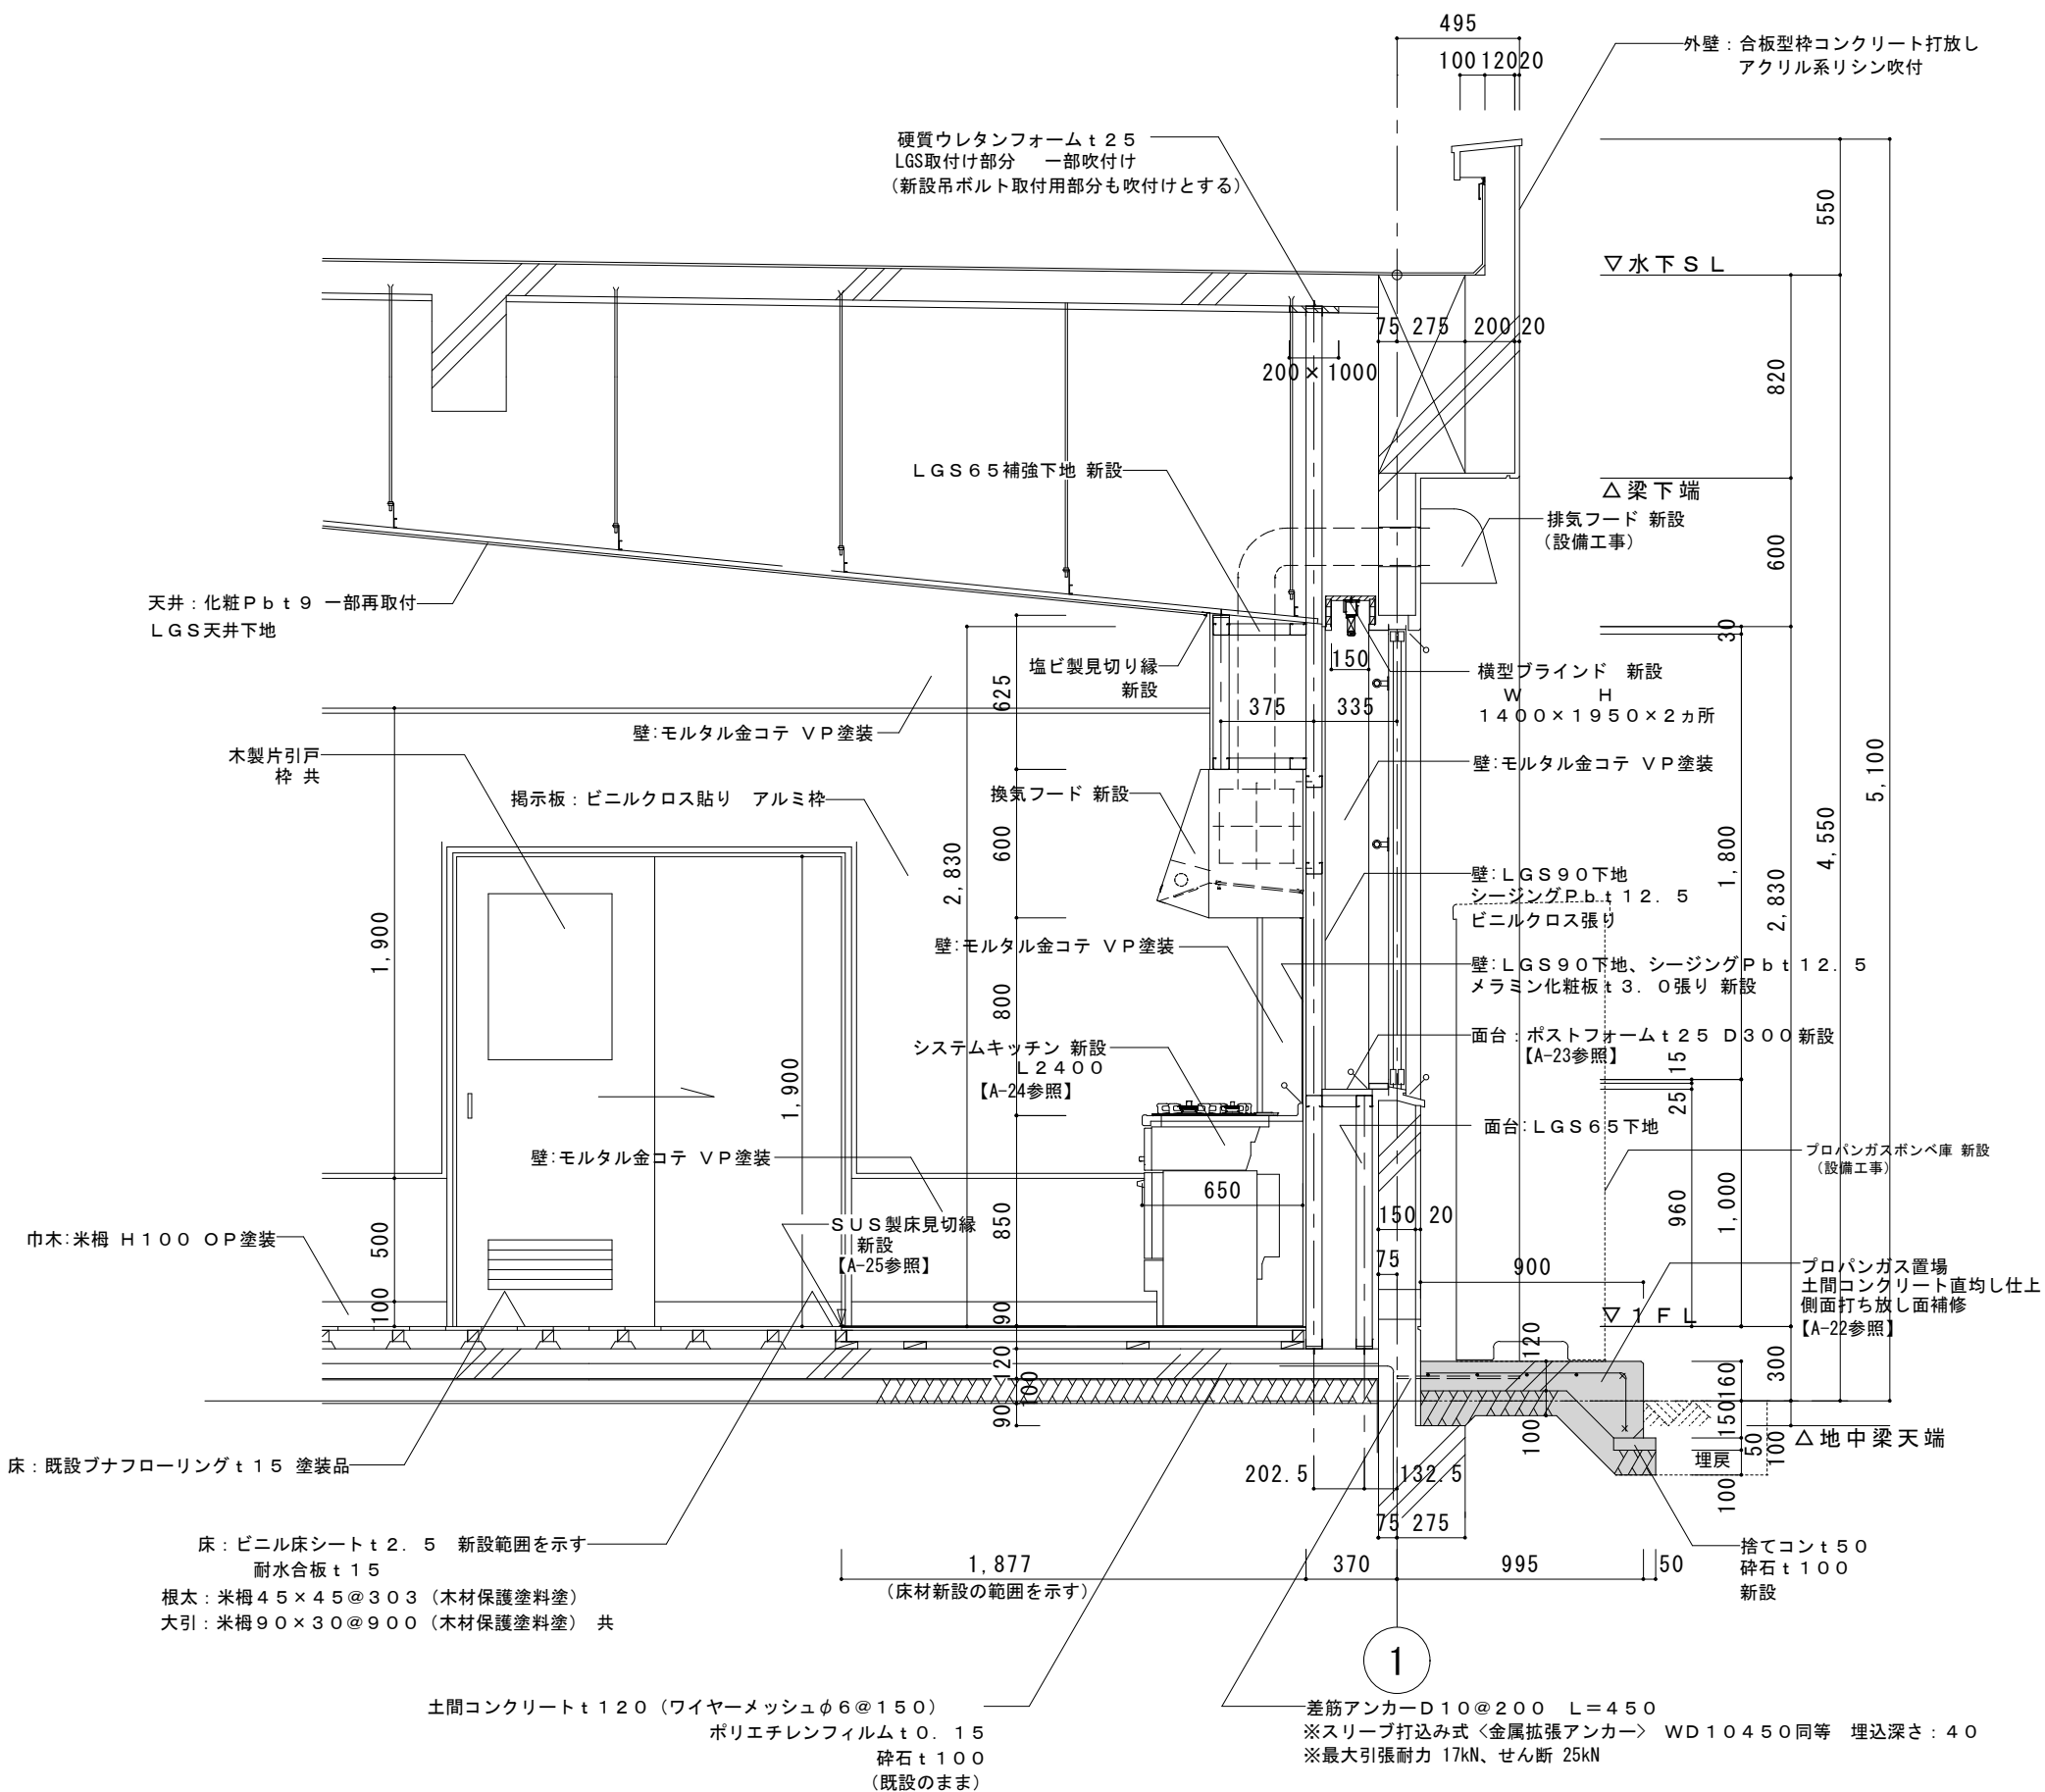 495
100 120 20
外壁：合板型枠コンクリート打放し
アクリル系リシン吹付
硬質ウレタンフォームｔ２５
LGS取付け部分　一部吹付け
（新設吊ボルト取付用部分も吹付けとする）
550
▽水下ＳＬ
75 275 200 20
200×1000
820
ＬＧＳ６５補強下地 新設
△梁下端
排気フード 新設
（設備工事）
600
天井：化粧Ｐｂｔ９ 一部再取付
ＬＧＳ天井下地
30
150
塩ビ製見切り縁
新設
横型ブラインド　新設
Ｗ　　　Ｈ
１４００×１９５０×２ヵ所
625
375 335
壁:モルタル金コテ ＶＰ塗装
木製片引戸
枠 共
壁:モルタル金コテ ＶＰ塗装
5,100
掲示板：ビニルクロス貼り　アルミ枠
換気フード 新設
600
2,830
1,800
4,550
壁:ＬＧＳ９０下地
シージングＰｂｔ１２．５
ビニルクロス張り
2,830
1,900
壁:モルタル金コテ ＶＰ塗装
壁:ＬＧＳ９０下地、シージングＰｂｔ１２．５
メラミン化粧板ｔ３．０張り 新設
800
面台：ポストフォームｔ２５ Ｄ３００新設
【A-23参照】
システムキッチン 新設
Ｌ２４００
【A-24参照】
15
25
1,900
面台:ＬＧＳ６５下地
プロパンガスボンベ庫 新設
（設備工事）
壁:モルタル金コテ ＶＰ塗装
650
960
1,000
150 20
850
ＳＵＳ製床見切縁
新設
【A-25参照】
500
巾木:米栂 Ｈ１００ ＯＰ塗装
75
900
プロパンガス置場
土間コンクリート直均し仕上
側面打ち放し面補修
【A-22参照】
▽１ＦＬ
100
90
120
120
100
90
300
160
150
50
100
100
100
△地中梁天端
埋戻
床：既設ブナフローリングｔ１５ 塗装品
202.5 132.5
75 275
床：ビニル床シートｔ２．５　新設範囲を示す
耐水合板ｔ１５
根太：米栂４５×４５＠３０３（木材保護塗料塗）
大引：米栂９０×３０＠９００（木材保護塗料塗） 共
捨てコンｔ５０
砕石ｔ１００
新設
1,877 370 995 50
（床材新設の範囲を示す）
1
土間コンクリートｔ１２０（ワイヤーメッシュφ６＠１５０）
ポリエチレンフィルムｔ０．１５
砕石ｔ１００
（既設のまま）
差筋アンカーＤ１０＠２００　Ｌ＝４５０
※スリーブ打込み式〈金属拡張アンカー〉 ＷＤ１０４５０同等　埋込深さ：４０
※最大引張耐力 17kN、せん断 25kN